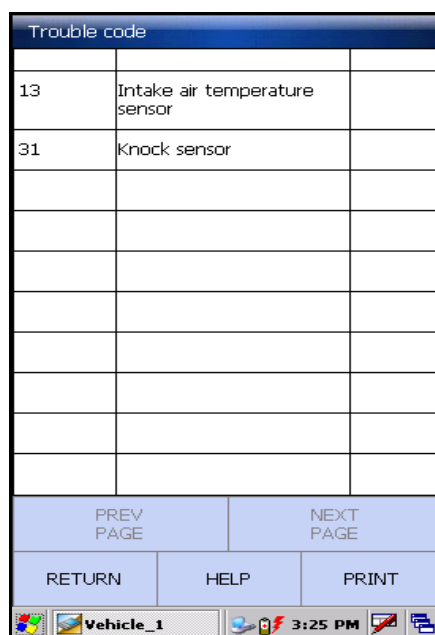 Trouble code
13 Intake air temperature
sensor
31 Knock sensor
PREV
PAGE
NEXT
PAGE
RETURN HELP PRINT
Vehicle_1 3:25 PM